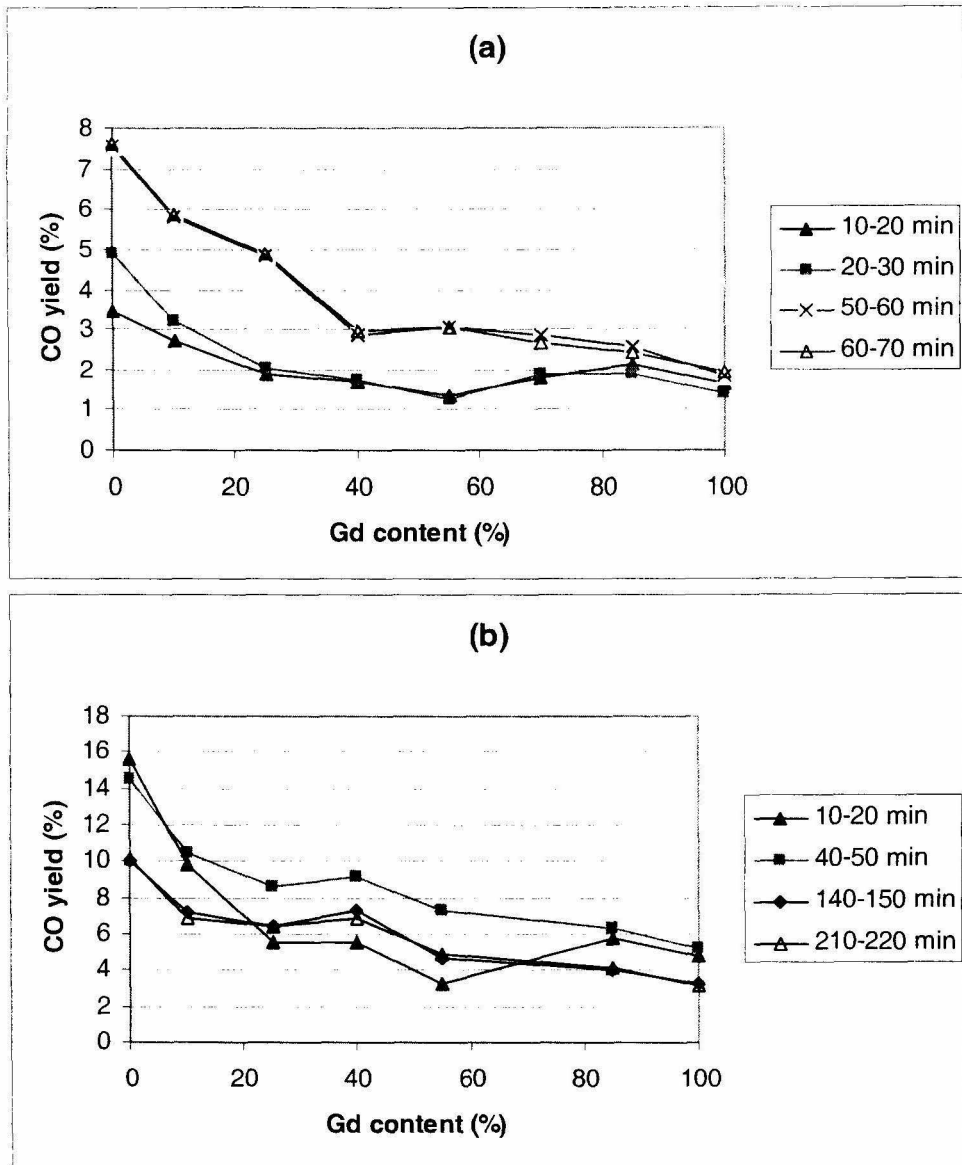 (a)
8
7
6
5
4
3
2
1
0
CO yield (%)
0 20 40 60 80 100
Gd content (%)
10-20 min
20-30 min
50-60 min
60-70 min
(b)
18
16
14
12
10
8
6
4
2
0
CO yield (%)
0 20 40 60 80 100
Gd content (%)
10-20 min
40-50 min
140-150 min
210-220 min